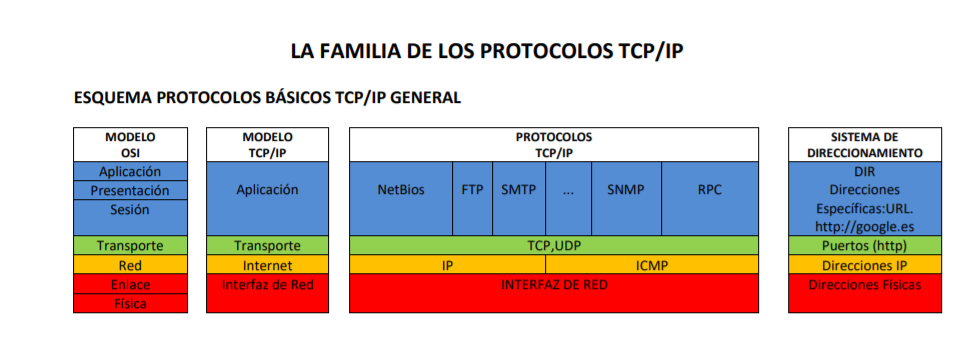 LA FAMILIA DE LOS PROTOCOLOS TCP/IP
ESQUEMA PROTOCOLOS BÁSICOS TCP/IP GENERAL
MODELO
OSI
Aplicación
Presentación
Sesión
Transporte
Red
Enlace
Física
MODELO
TCP/IP
Aplicación
Transporte
Internet
Interfaz de Red
PROTOCOLOS
TCP/IP
NetBios FTP SMTP ... SNMP RPC
TCP,UDP
IP ICMP
INTERFAZ DE RED
SISTEMA DE
DIRECCIONAMIENTO
DIR
Direcciones
Específicas:URL.
http://google.es
Puertos (http)
Direcciones IP
Direcciones Físicas